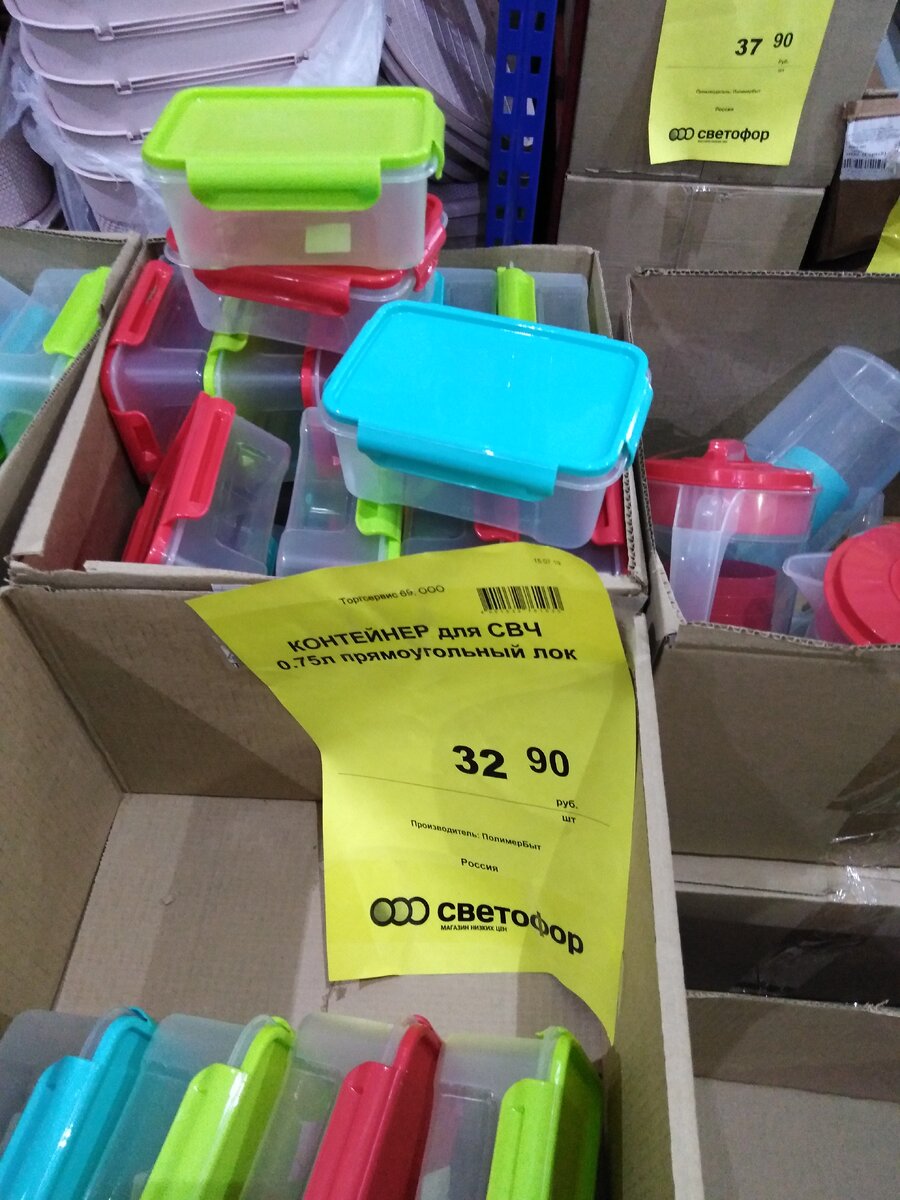 37 90
руб.
шт
Производитель: ПолимерБыт
Россия
светофор
Торгсервис 69, ООО
КОНТЕЙНЕР для СВЧ
0.75л прямоугольный лок
32 90
руб.
шт
Производитель: ПолимерБыт
Россия
светофор
МАГАЗИН НИЗКИХ ЦЕН